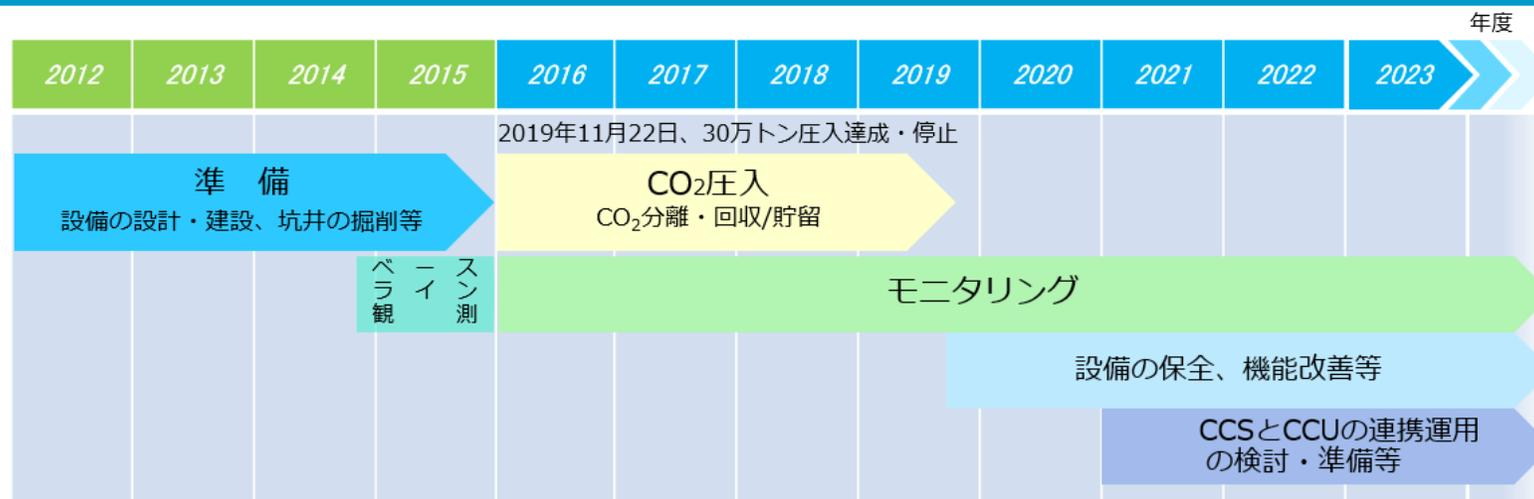 年度
2012 2013 2014 2015 2016 2017 2018 2019 2020 2021 2022 2023
2019年11月22日、30万トン圧入達成・停止
準　備
設備の設計・建設、坑井の掘削等
CO₂圧入
CO₂分離・回収/貯留
ベース
ライン
観測
モニタリング
設備の保全、機能改善等
CCSとCCUの連携運用
の検討・準備等